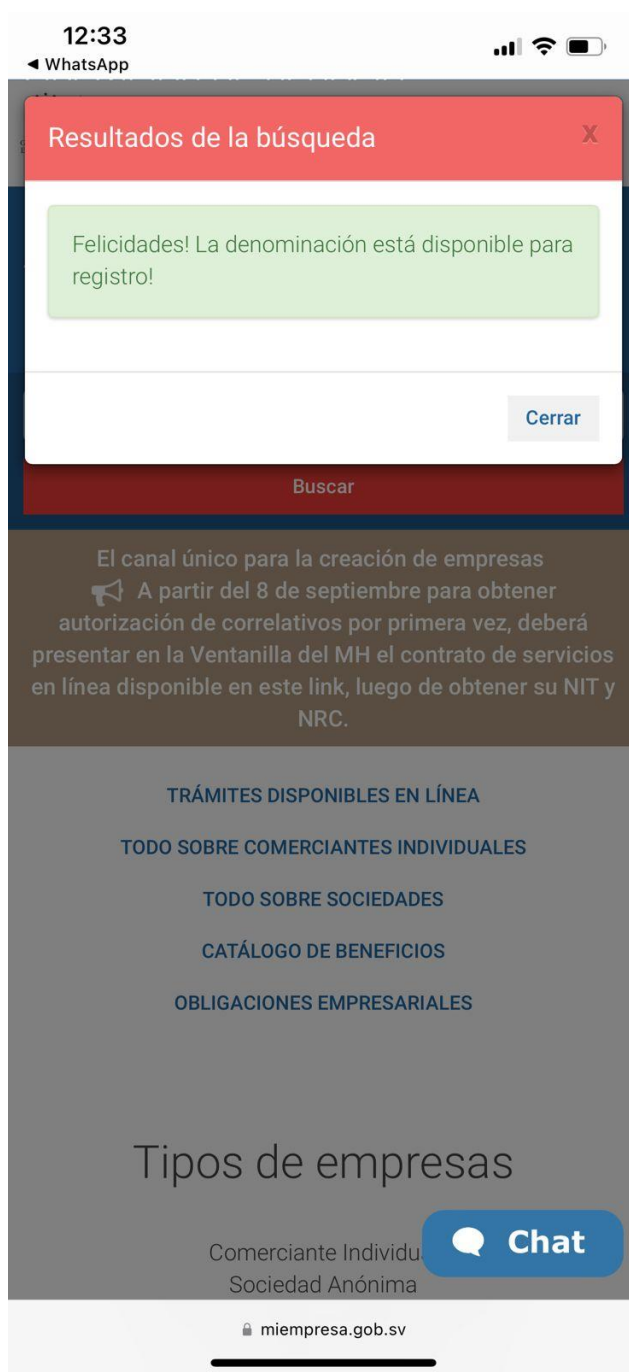 12:33
◀ WhatsApp
Resultados de la búsqueda
X
Felicidades! La denominación está disponible para
registro!
Cerrar
Buscar
El canal único para la creación de empresas
A partir del 8 de septiembre para obtener
autorización de correlativos por primera vez, deberá
presentar en la Ventanilla del MH el contrato de servicios
en línea disponible en este link, luego de obtener su NIT y
NRC.
TRÁMITES DISPONIBLES EN LÍNEA
TODO SOBRE COMERCIANTES INDIVIDUALES
TODO SOBRE SOCIEDADES
CATÁLOGO DE BENEFICIOS
OBLIGACIONES EMPRESARIALES
Tipos de empresas
Comerciante Individu
Chat
Sociedad Anónima
miempresa.gob.sv